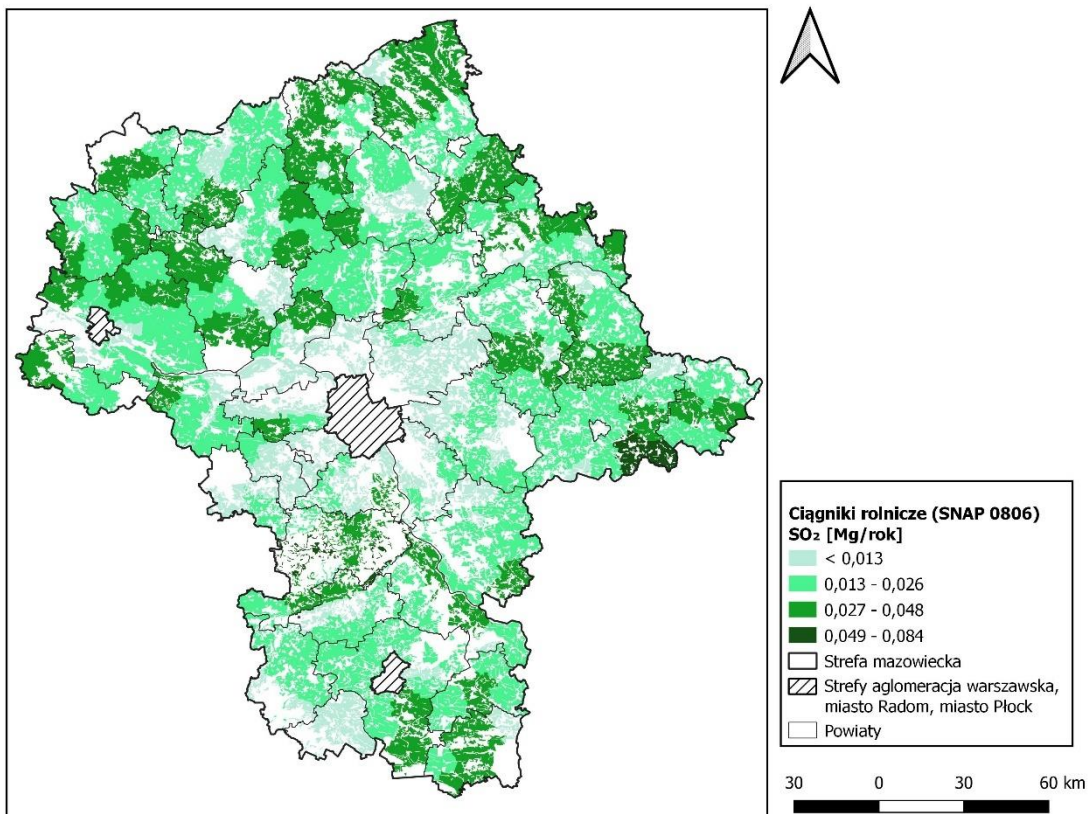 Ciągniki rolnicze (SNAP 0806)
SO₂ [Mg/rok]
< 0,013
0,013 - 0,026
0,027 - 0,048
0,049 - 0,084
Strefa mazowiecka
Strefy aglomeracja warszawska,
miasto Radom, miasto Płock
Powiaty
30 0 30 60 km